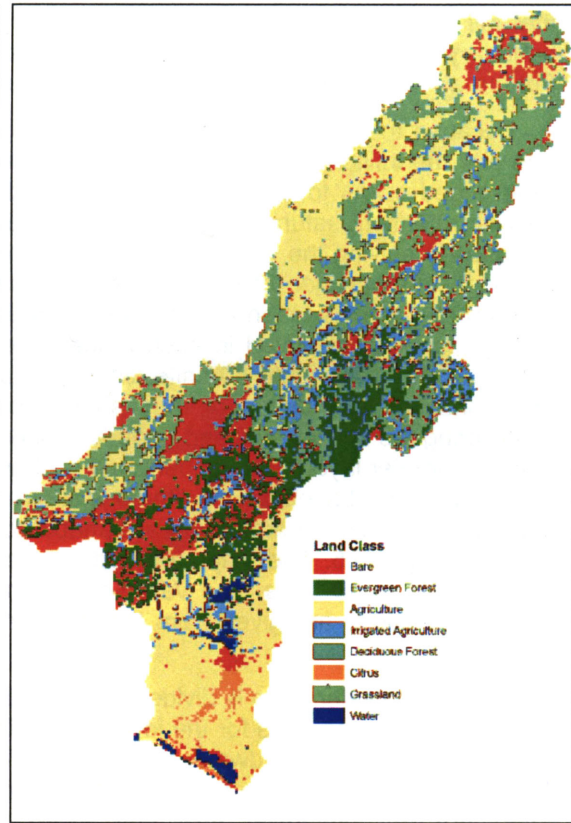 Land Class
Bare
Evergreen Forest
Agriculture
Irrigated Agriculture
Deciduous Forest
Citrus
Grassland
Water